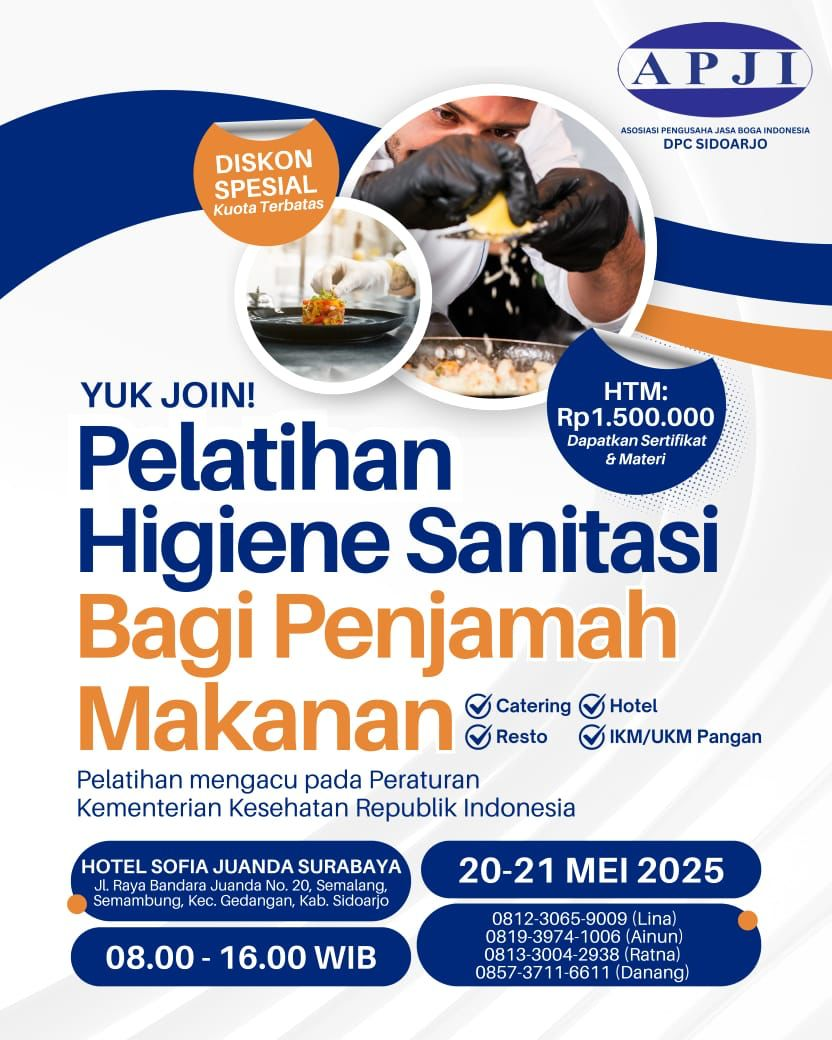 APJI
ASOSIASI PENGUSAHA JASA BOGA INDONESIA
DPC SIDOARJO
DISKON
SPESIAL
Kuota Terbatas
HTM:
Rp1.500.000
Dapatkan Sertifikat
& Materi
YUK JOIN!
Pelatihan
Higiene Sanitasi
Bagi Penjamah
Makanan
Catering
Hotel
Resto
IKM/UKM Pangan
Pelatihan mengacu pada Peraturan
Kementerian Kesehatan Republik Indonesia
HOTEL SOFIA JUANDA SURABAYA
Jl. Raya Bandara Juanda No. 20, Semalang,
Semambung, Kec. Gedangan, Kab. Sidoarjo
08.00 - 16.00 WIB
20-21 MEI 2025
0812-3065-9009 (Lina)
0819-3974-1006 (Ainun)
0813-3004-2938 (Ratna)
0857-3711-6611 (Danang)